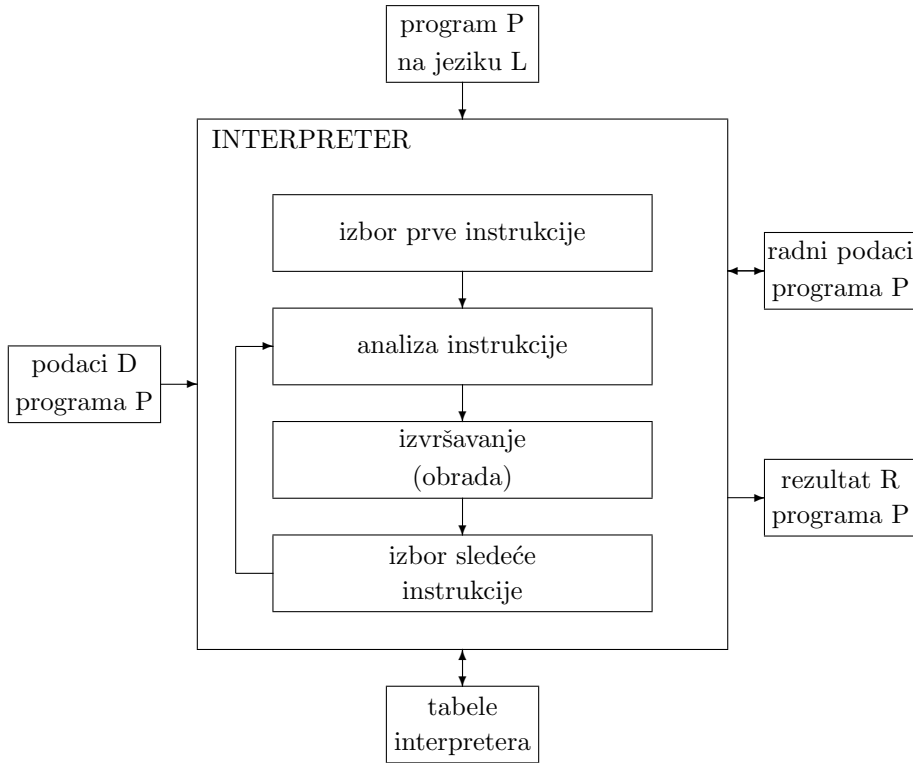 program P
na jeziku L
INTERPRETER
izbor prve instrukcije
radni podaci
programa P
analiza instrukcije
podaci D
programa P
izvršavanje
(obrada)
rezultat R
programa P
izbor sledeće
instrukcije
tabele
interpretera